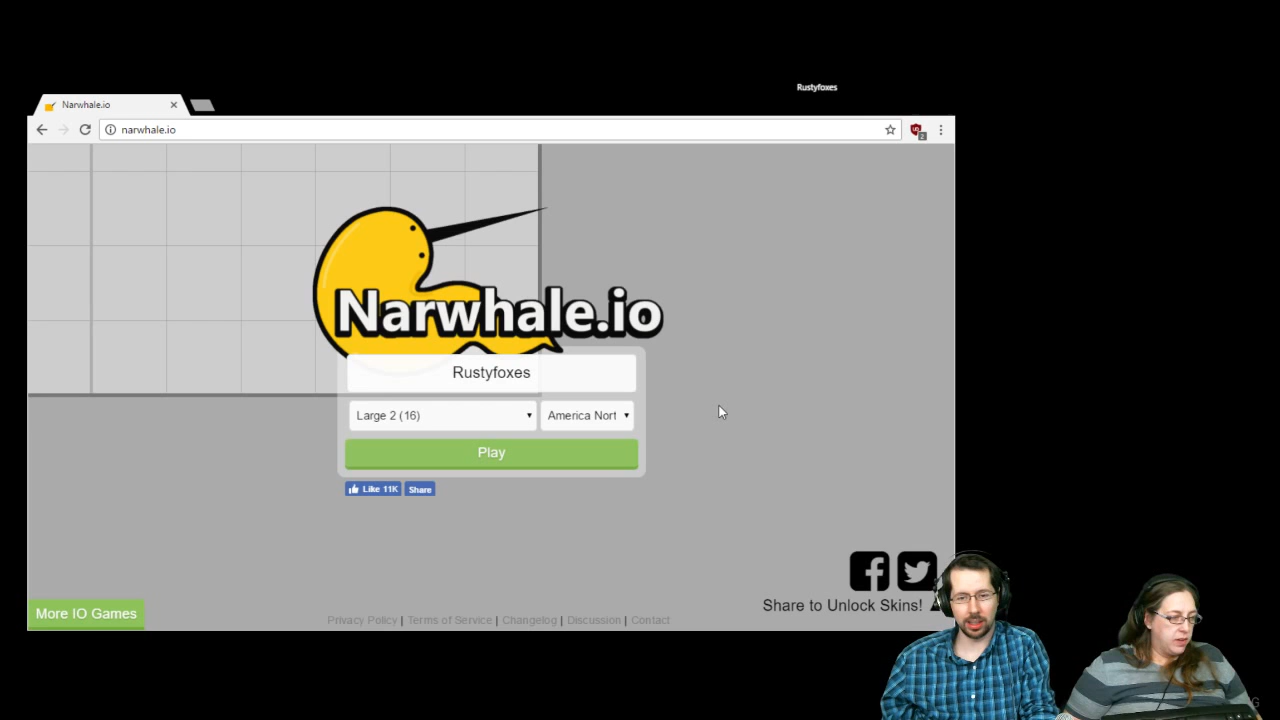 Rustyfoxes
Narwhale.io
narwhale.io
2
Narwhale.io
Rustyfoxes
Large 2 (16)
America Nort
Play
Like 11K
Share
Share to Unlock Skins!
More IO Games
Privacy Policy | Terms of Service | Changelog | Discussion | Contact